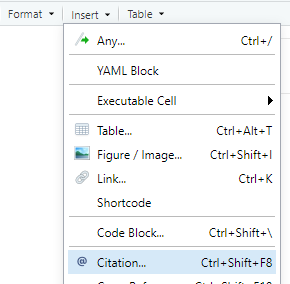 Format Insert Table
Any... Ctrl+/
YAML Block
Executable Cell
Table... Ctrl+Alt+T
Figure / Image... Ctrl+Shift+I
Link... Ctrl+K
Shortcode
Code Block... Ctrl+Shift+\
@ Citation... Ctrl+Shift+F8